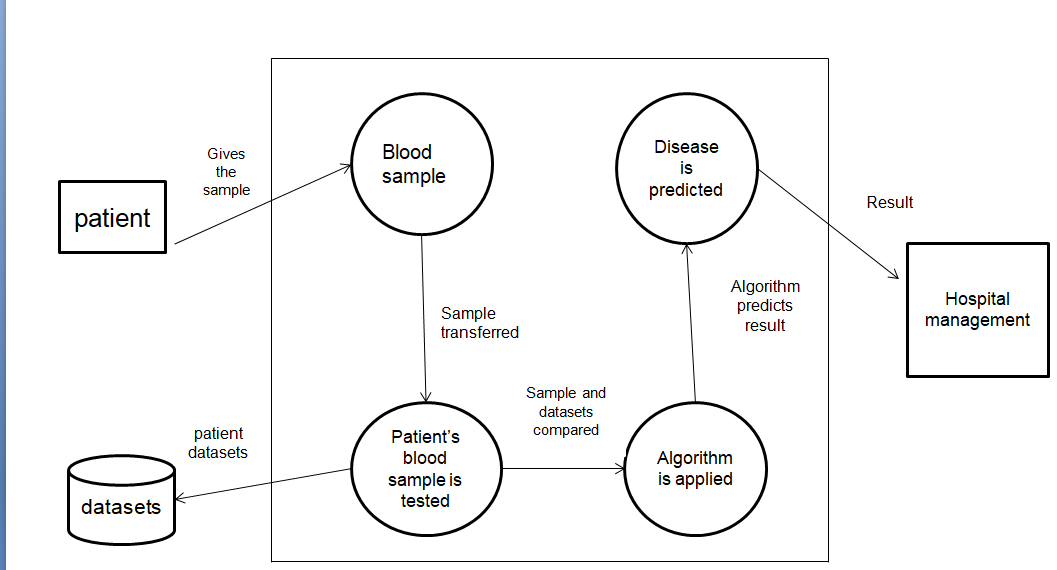 Gives
the
sample
patient
Blood
sample
Disease
is
predicted
Result
Hospital
management
Sample
transferred
Algorithm
predicts
result
patient
datasets
datasets
Patient's
blood
sample is
tested
Sample and
datasets
compared
Algorithm
is applied